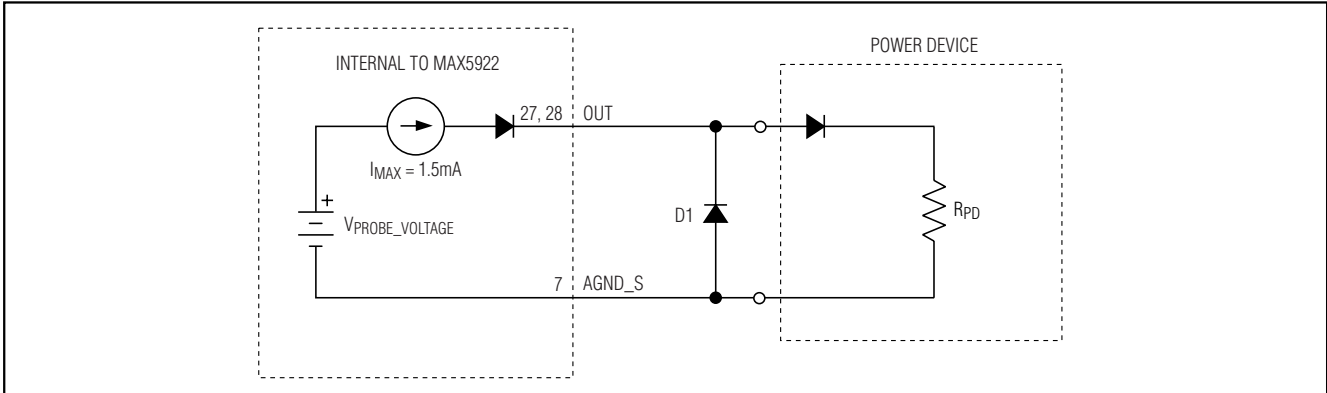 POWER DEVICE
INTERNAL TO MAX5922
27, 28 OUT
IMAX = 1.5mA
+
VPROBE_VOLTAGE
D1
RPD
7 AGND_S